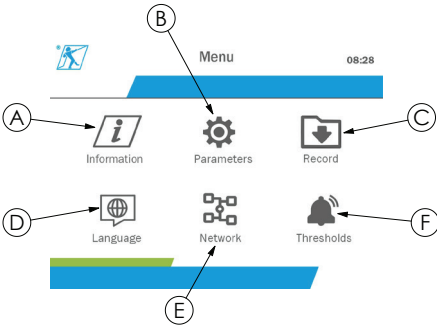 B
Menu 08:28
A C
Information Parameters Record
D F
Language Network Thresholds
E